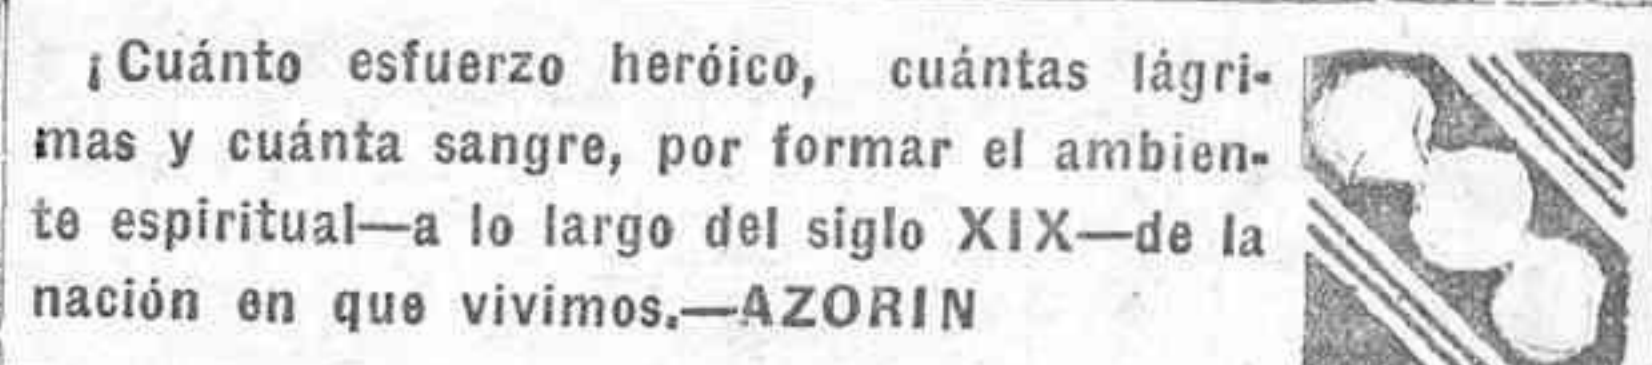 ¡Cuánto esfuerzo heróico, cuántas lágri-
mas y cuánta sangre, por formar el ambien-
te espiritual—a lo largo del siglo XIX—de la
nación en que vivimos.—AZORIN